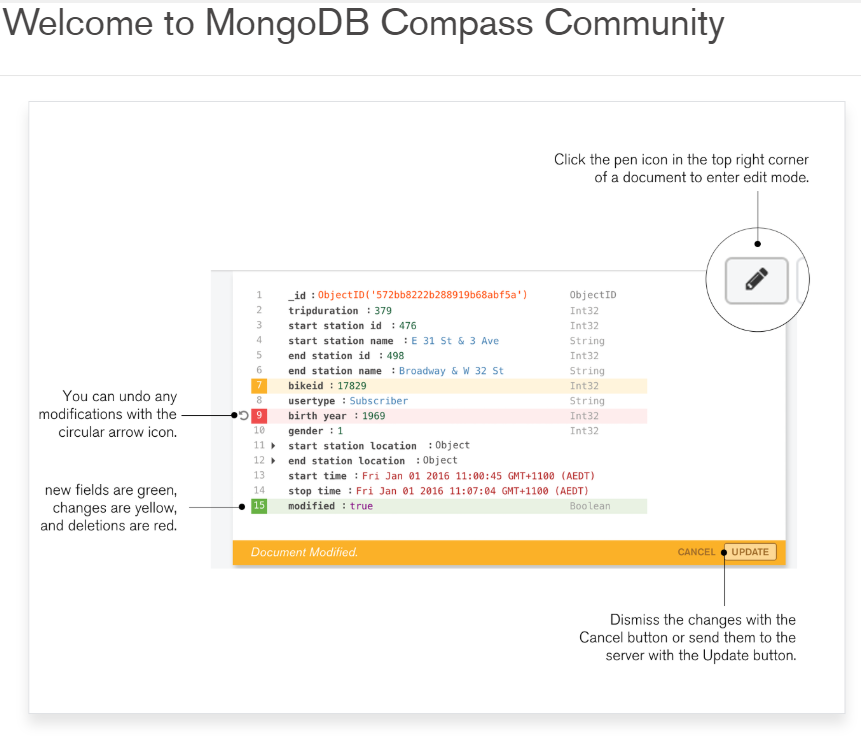 Welcome to MongoDB Compass Community
Click the pen icon in the top right corner
of a document to enter edit mode.
1 _id : ObjectID('572bb8222b288919b68abf5a') ObjectID
2 tripduration : 379 Int32
3 start station id : 476 Int32
4 start station name : E 31 St & 3 Ave String
5 end station id : 498 Int32
6 end station name : Broadway & W 32 St String
7 bikeid : 17829 Int32
8 usertype : Subscriber String
9 birth year : 1969 Int32
10 gender : 1 Int32
11 start station location : Object
12 end station location : Object
13 start time : Fri Jan 01 2016 11:00:45 GMT+1100 (AEDT)
14 stop time : Fri Jan 01 2016 11:07:04 GMT+1100 (AEDT)
15 modified : true Boolean
You can undo any
modifications with the
circular arrow icon.
new fields are green,
changes are yellow,
and deletions are red.
Document Modified. CANCEL UPDATE
Dismiss the changes with the
Cancel button or send them to the
server with the Update button.